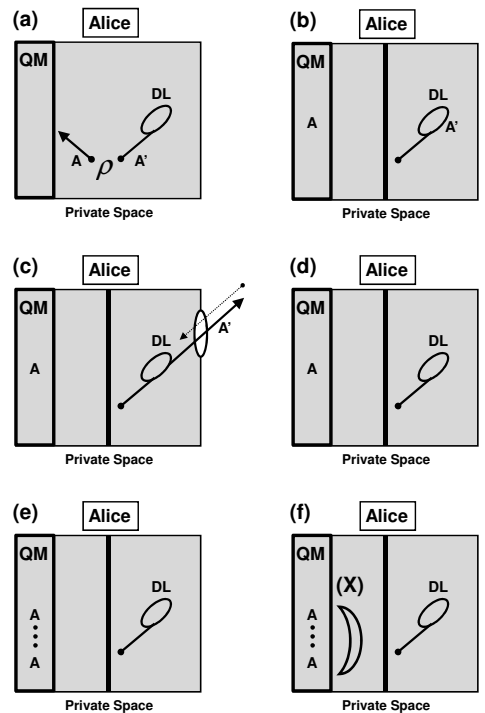 (a)
Alice
QM
DL
A
ρ
A'
Private Space
(b)
Alice
QM
DL
A
A'
Private Space
(c)
Alice
QM
DL
A'
A
Private Space
(d)
Alice
QM
DL
A
Private Space
(e)
Alice
QM
DL
A
A
Private Space
(f)
Alice
QM
(X)
DL
A
A
Private Space